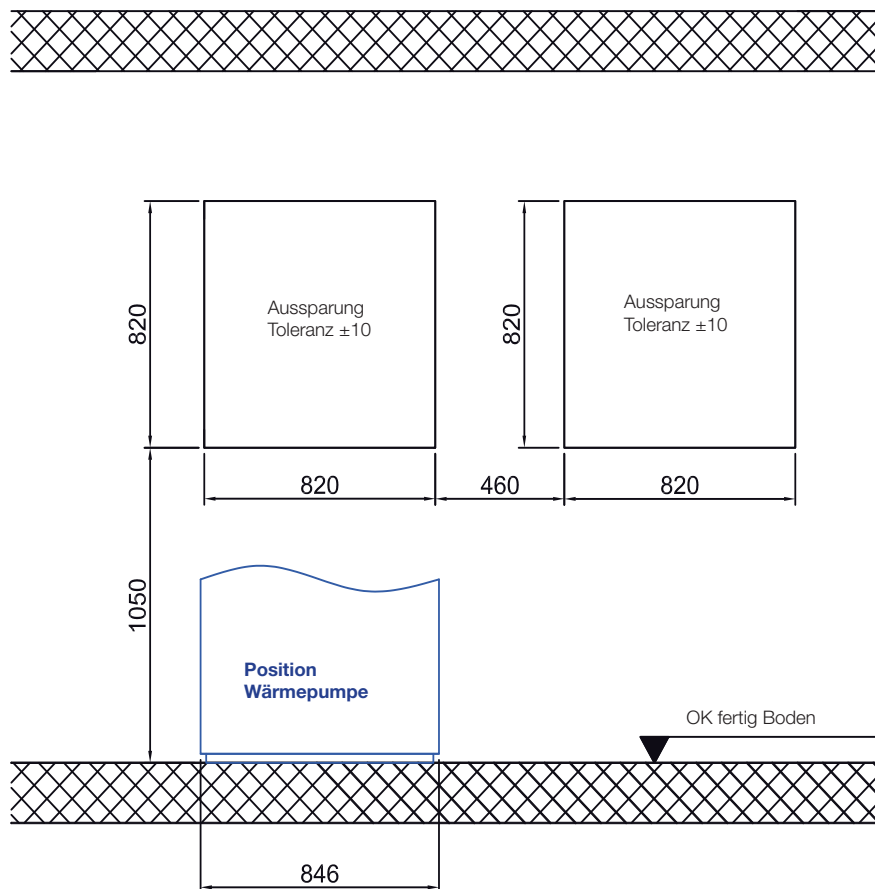 820
Aussparung
Toleranz ±10
820
Aussparung
Toleranz ±10
820
460
820
1050
Position
Wärmepumpe
OK fertig Boden
846